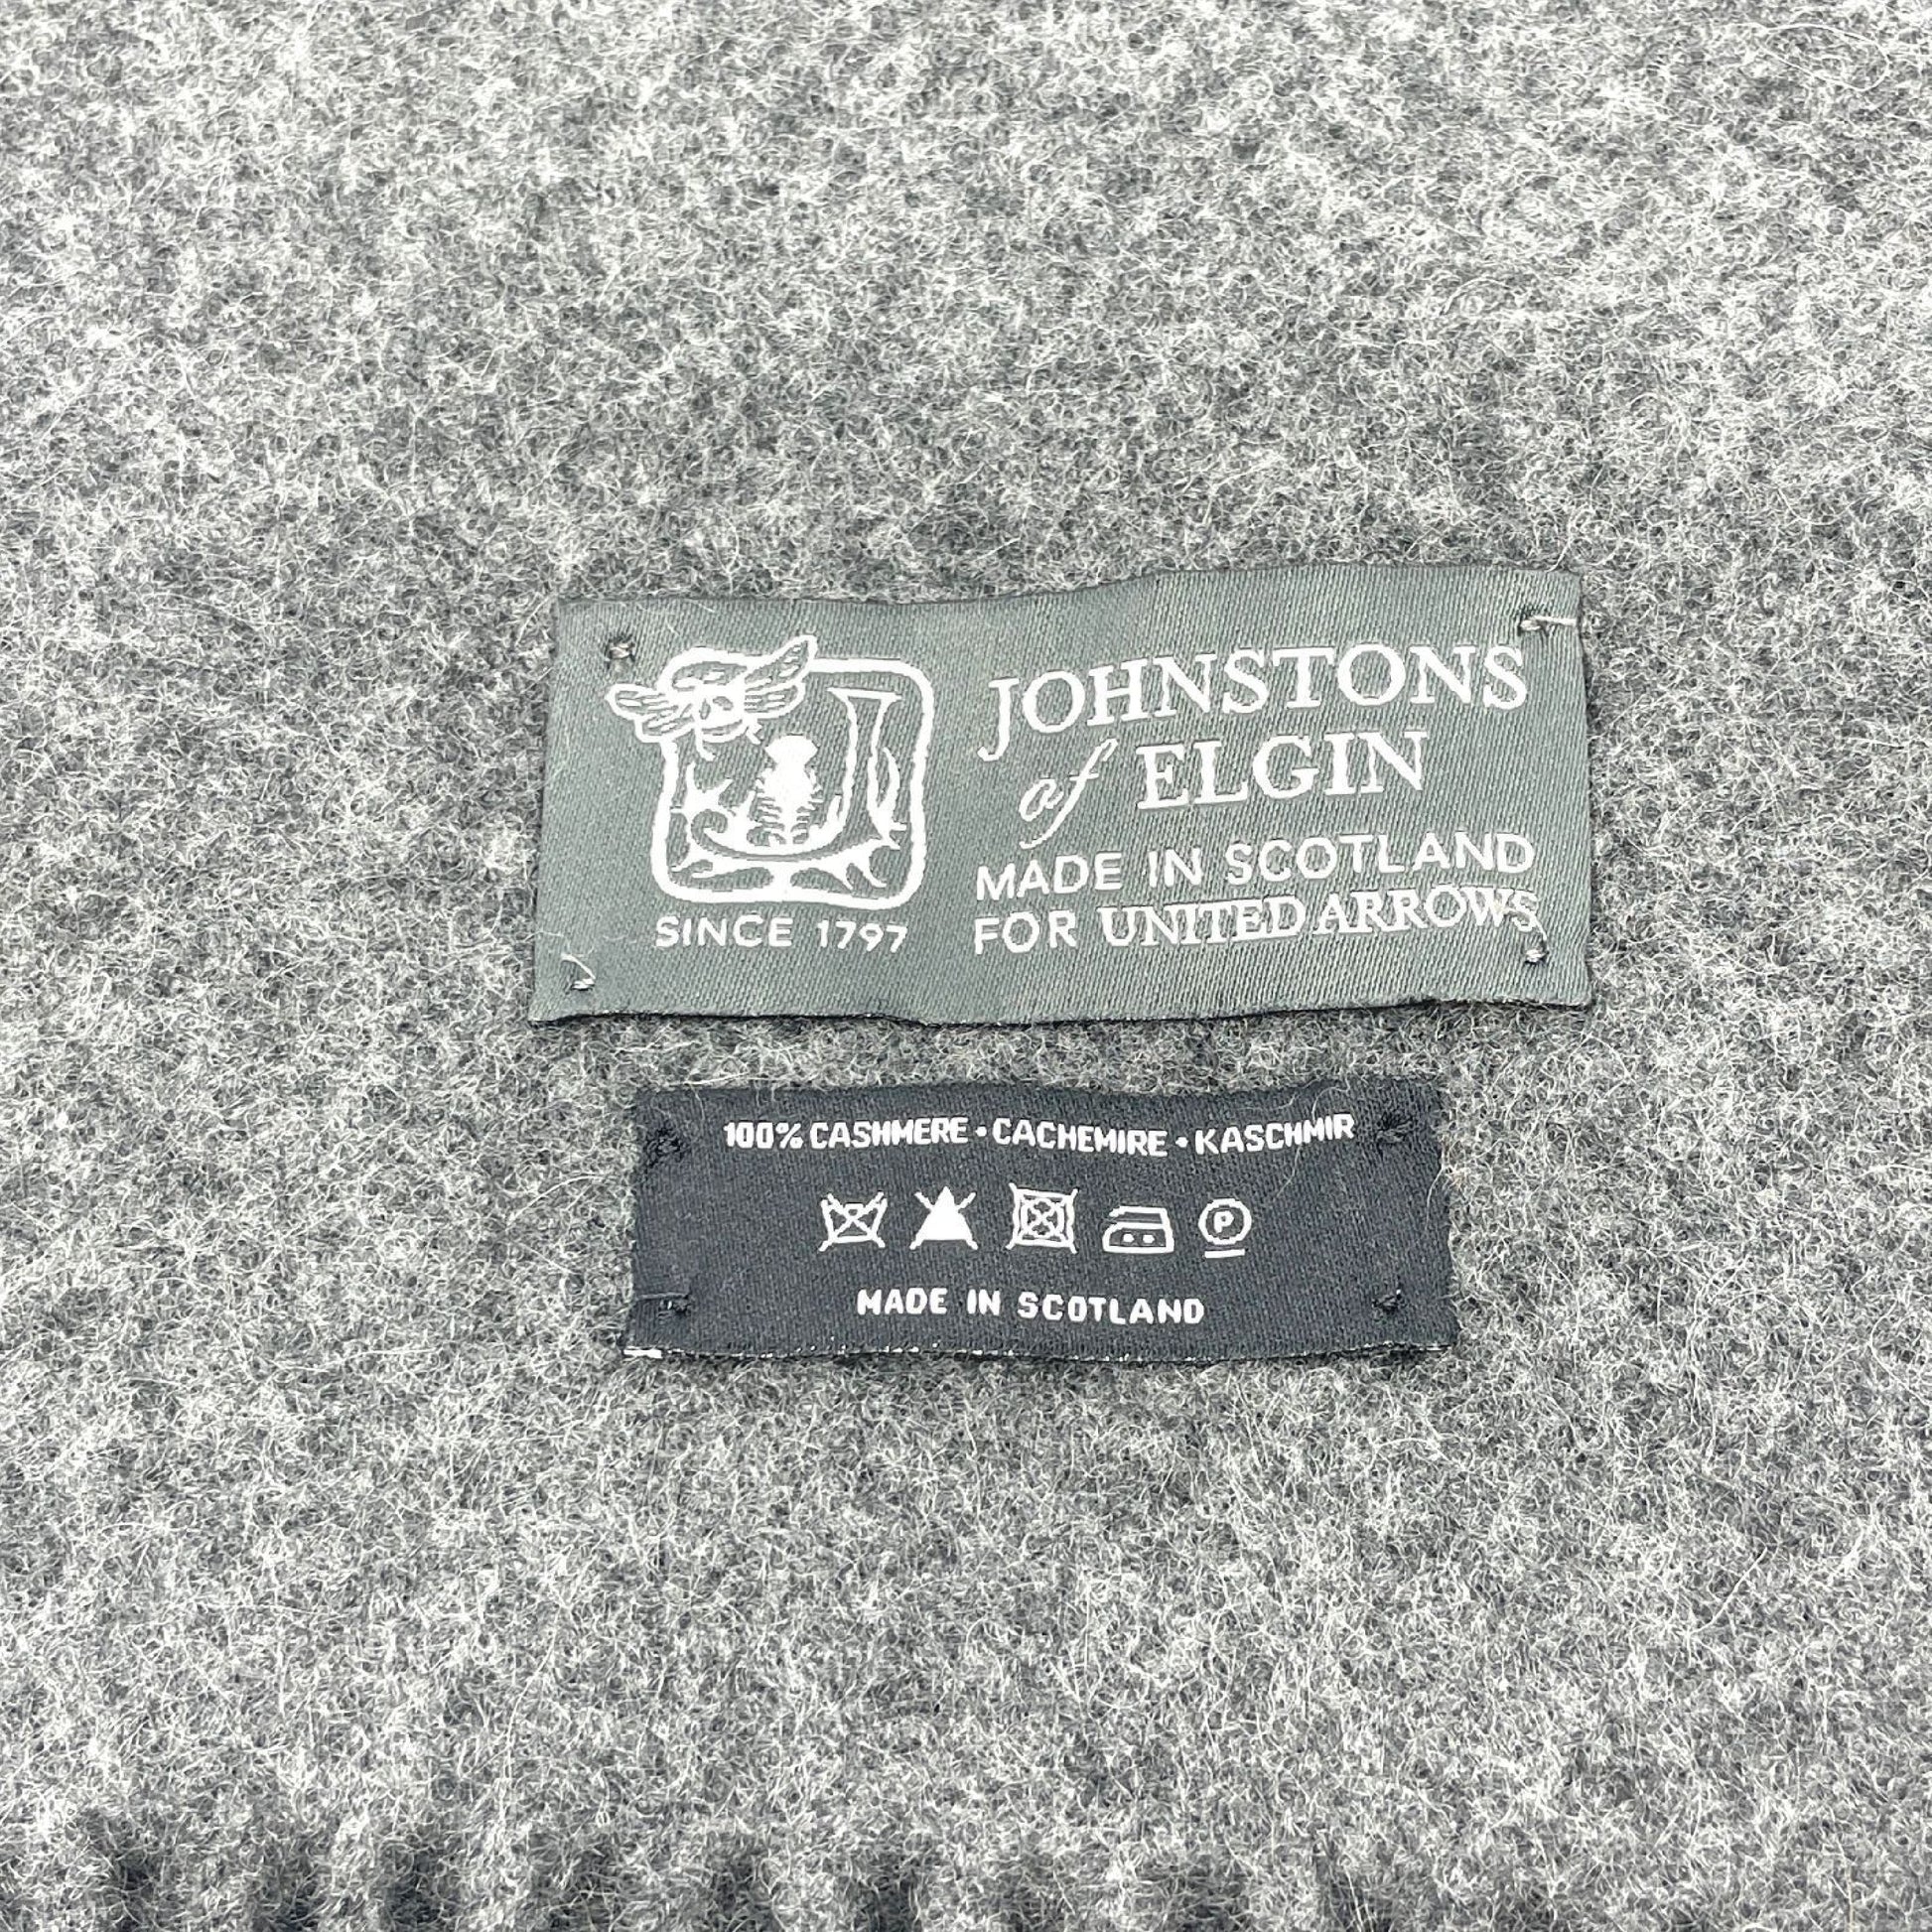 JOHNSTONS
of ELGIN
MADE IN SCOTLAND
FOR UNITED ARROWS
SINCE 1797
100% CASHMERE • CACHEMIRE • KASCHMIR
P
MADE IN SCOTLAND